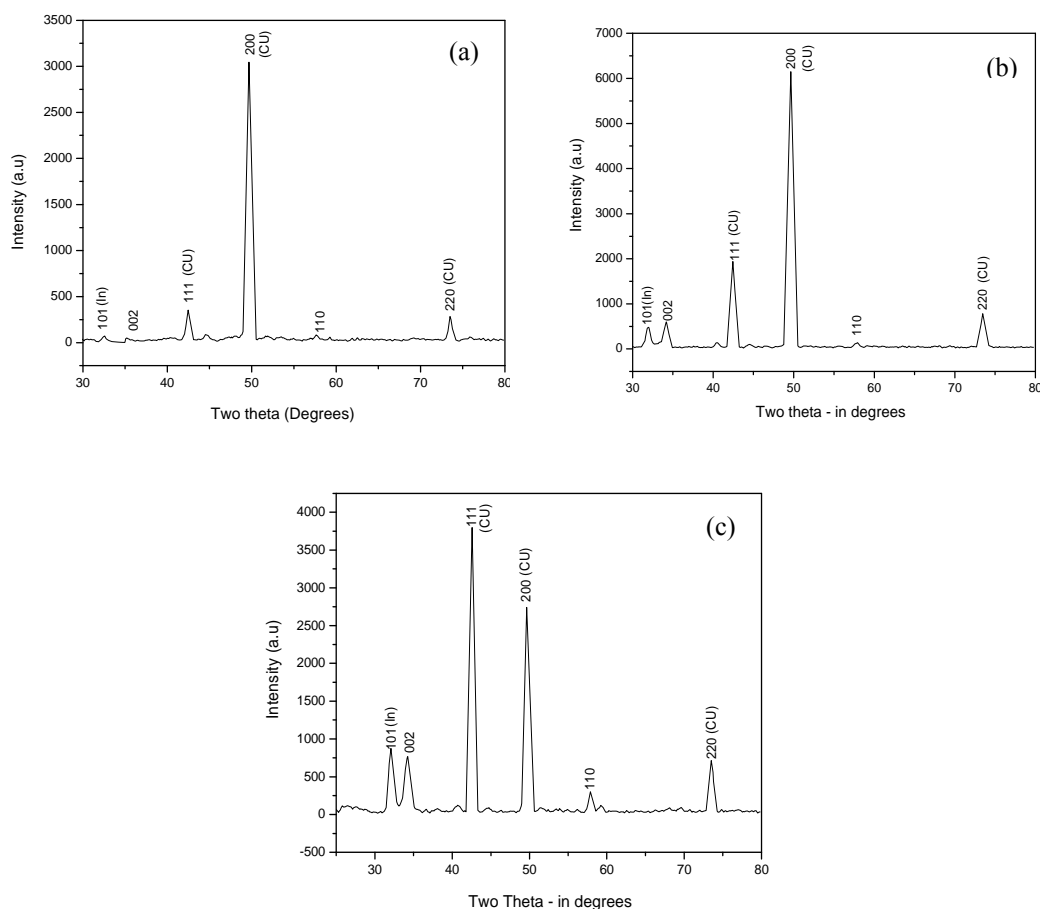 (a)
3500
3000
2500
2000
1500
1000
500
0
Intensity (a.u)
101(In)
002
111 (CU)
200
(CU)
110
220 (CU)
30 40 50 60 70 80
Two theta (Degrees)
(b)
7000
6000
5000
4000
3000
2000
1000
0
Intensity (a.u)
101(In)
002
111 (CU)
200
(CU)
110
220 (CU)
30 40 50 60 70 80
Two theta - in degrees
(c)
4000
3500
3000
2500
2000
1500
1000
500
0
-500
Intensity (a.u)
101(In)
002
111
(CU)
200 (CU)
110
220 (CU)
30 40 50 60 70 80
Two Theta - in degrees